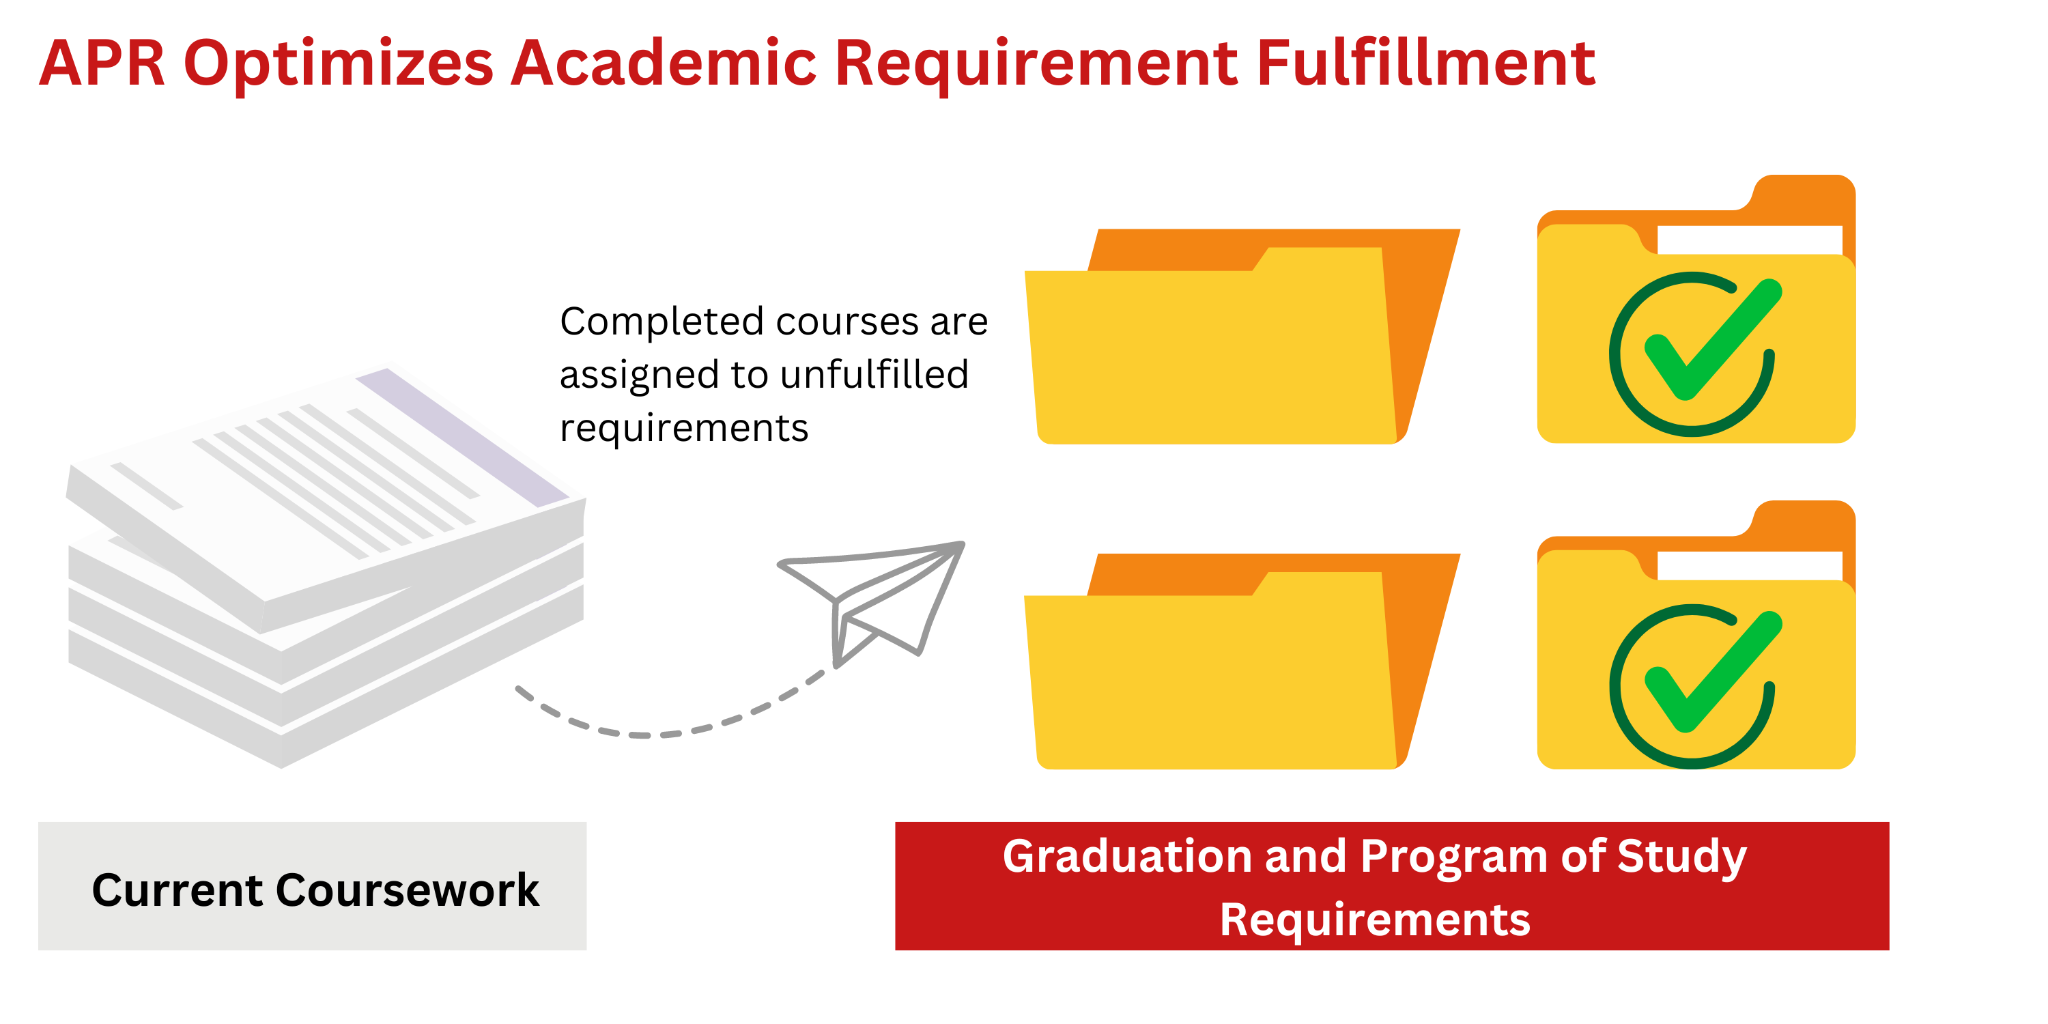 APR Optimizes Academic Requirement Fulfillment
Completed courses are
assigned to unfulfilled
requirements
Current Coursework
Graduation and Program of Study
Requirements